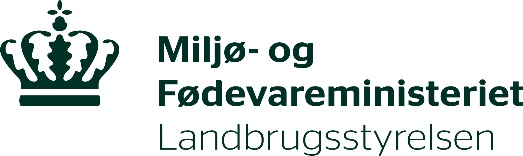 Miljø- og
Fødevareministeriet
Landbrugsstyrelsen